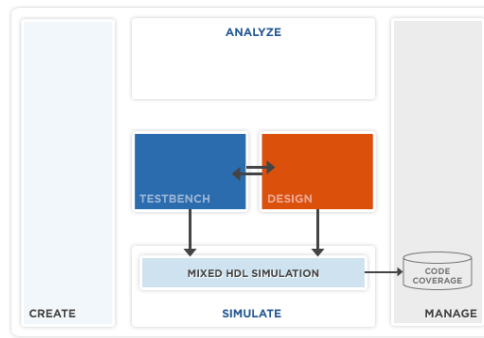 ANALYZE
TESTBENCH
DESIGN
MIXED HDL SIMULATION
CODE
COVERAGE
CREATE
SIMULATE
MANAGE